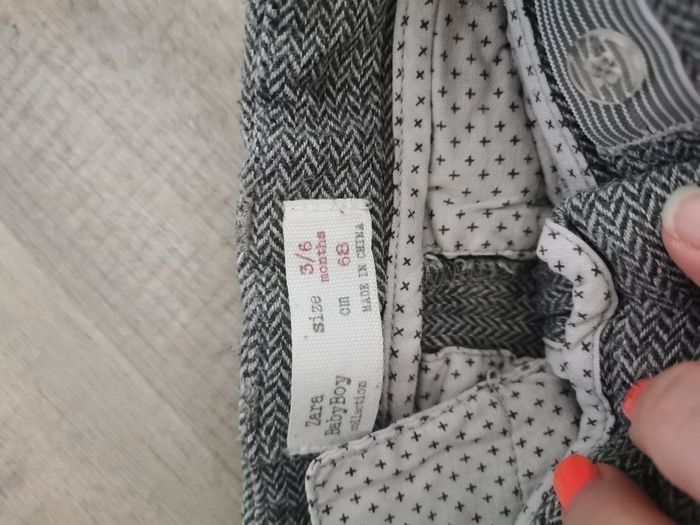 Zara
BabyBoy
collection
size 3/6
months
cm 68
MADE IN CHINA